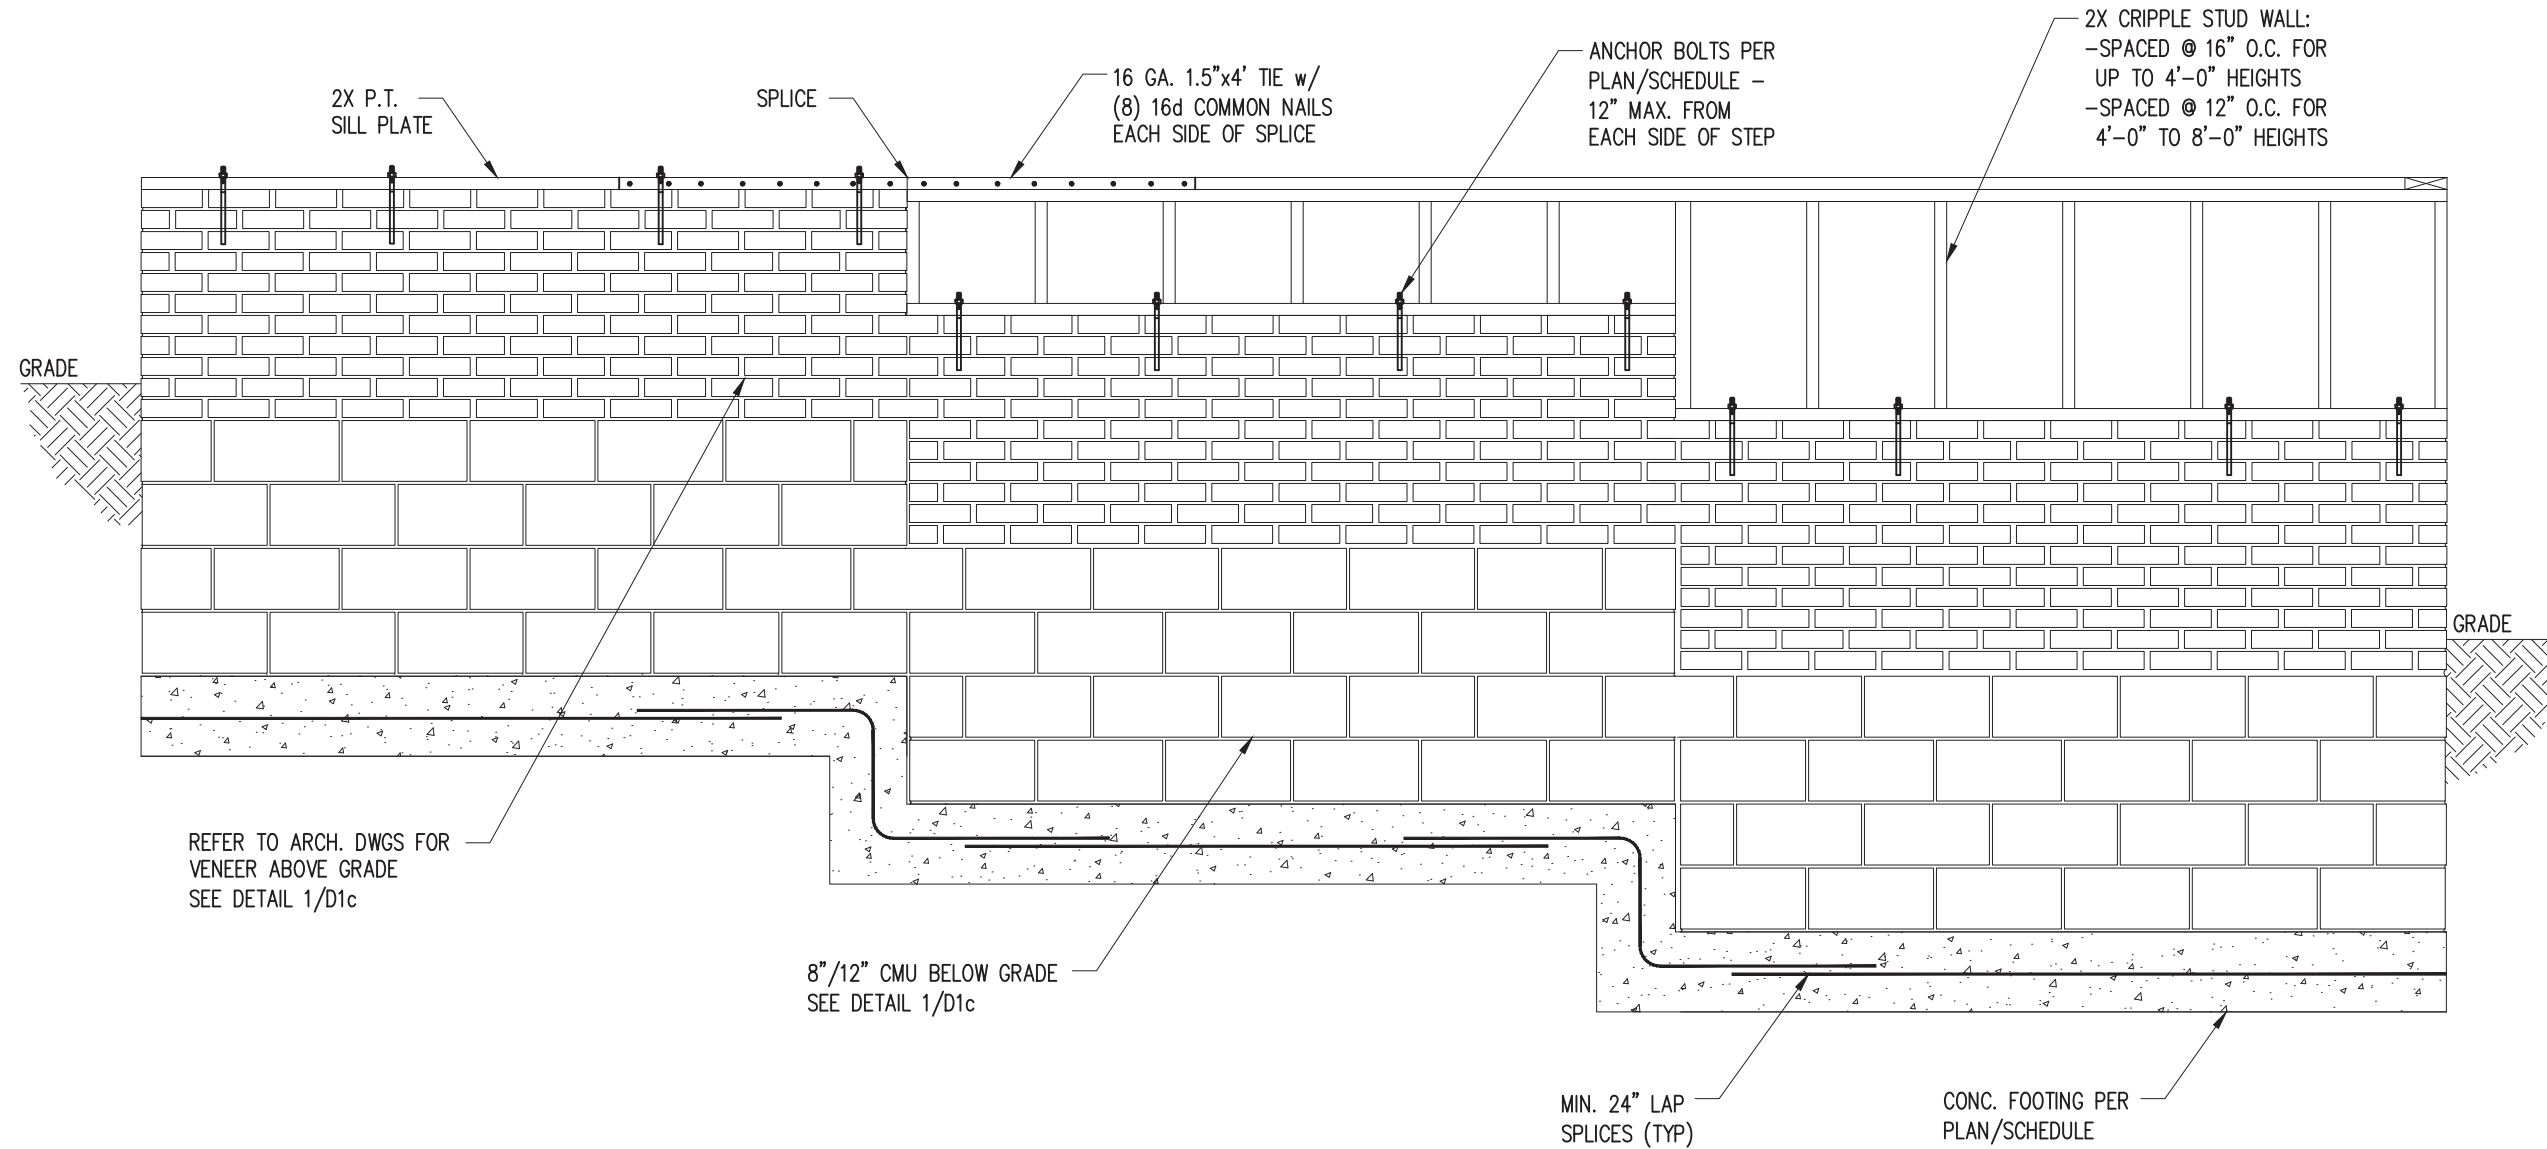 2X P.T.
SILL PLATE
SPLICE
16 GA. 1.5”x4' TIE w/
(8) 16d COMMON NAILS
EACH SIDE OF SPLICE
ANCHOR BOLTS PER
PLAN/SCHEDULE –
12” MAX. FROM
EACH SIDE OF STEP
2X CRIPPLE STUD WALL:
–SPACED @ 16” O.C. FOR
UP TO 4'–0” HEIGHTS
–SPACED @ 12” O.C. FOR
4'–0” TO 8'–0” HEIGHTS
GRADE
GRADE
REFER TO ARCH. DWGS FOR
VENEER ABOVE GRADE
SEE DETAIL 1/D1c
8”/12” CMU BELOW GRADE
SEE DETAIL 1/D1c
MIN. 24” LAP
SPLICES (TYP)
CONC. FOOTING PER
PLAN/SCHEDULE